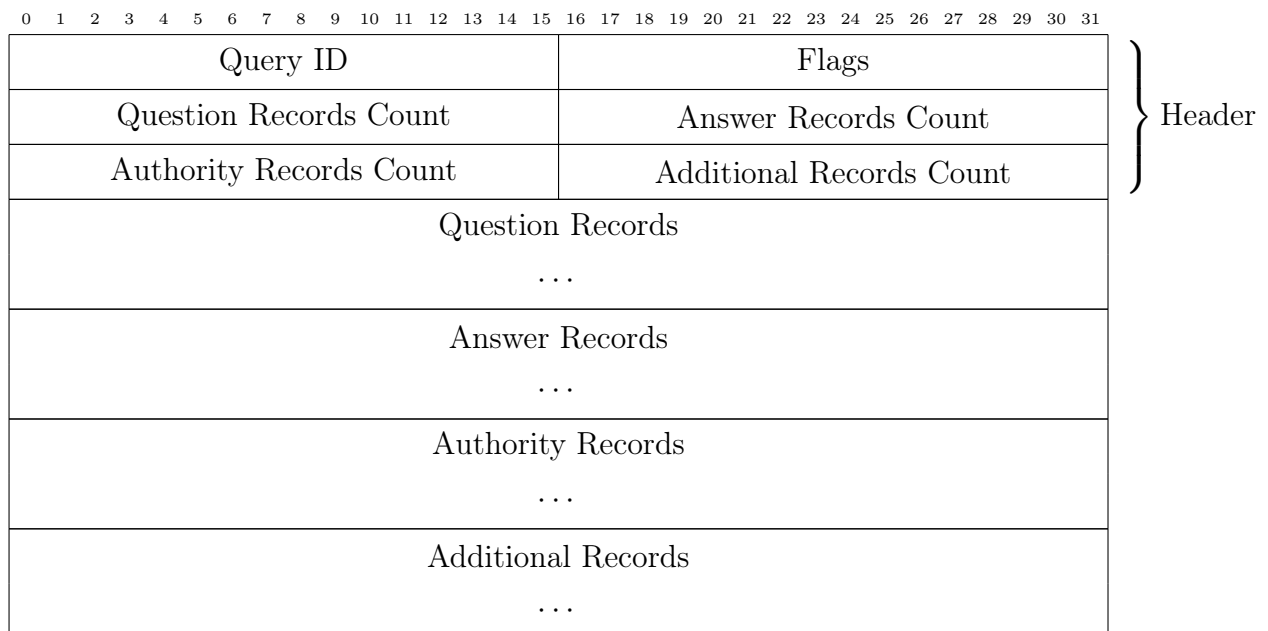 0 1 2 3 4 5 6 7 8 9 10 11 12 13 14 15 16 17 18 19 20 21 22 23 24 25 26 27 28 29 30 31
Query ID Flags
Question Records Count Answer Records Count Header
Authority Records Count Additional Records Count
Question Records
...
Answer Records
...
Authority Records
...
Additional Records
...